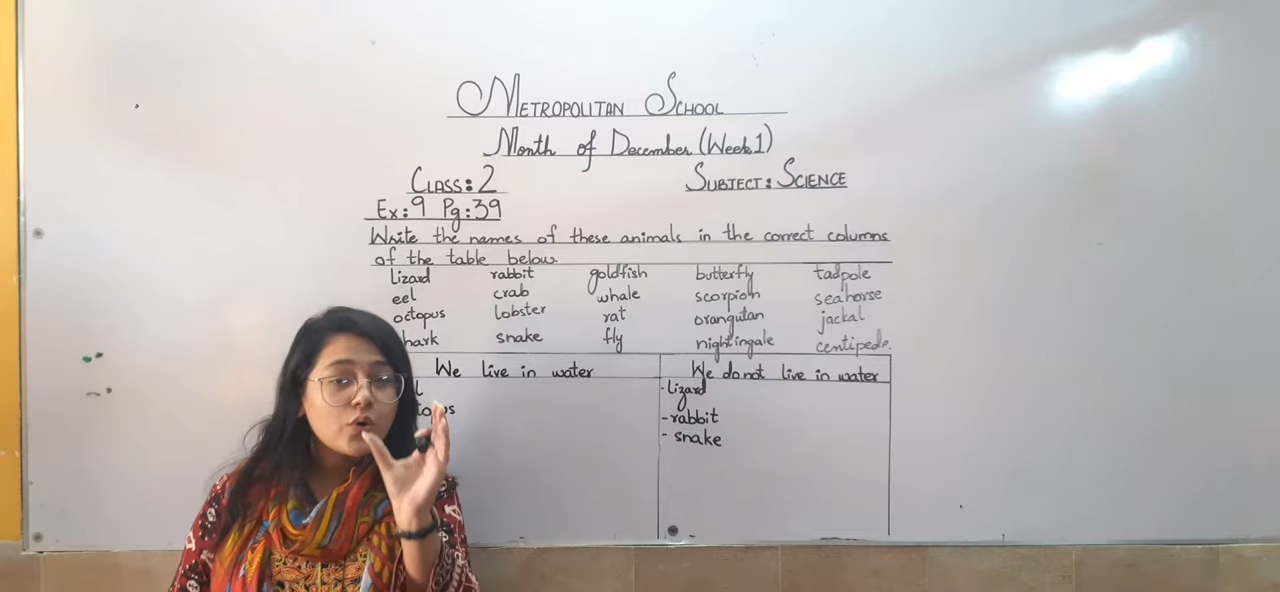 METROPOLITAN SCHOOL
Month of December (Week 1)
CLASS: 2 SUBJECT: SCIENCE
Ex: 9 Pg: 39
Write the names of these animals in the correct columns
of the table below.
lizard rabbit goldfish butterfly tadpole
eel crab whale scorpion seahorse
octopus lobster rat orangutan jackal
hark snake fly nightingale centipede.
We live in water We do not live in water
- lizard
- rabbit
- snake